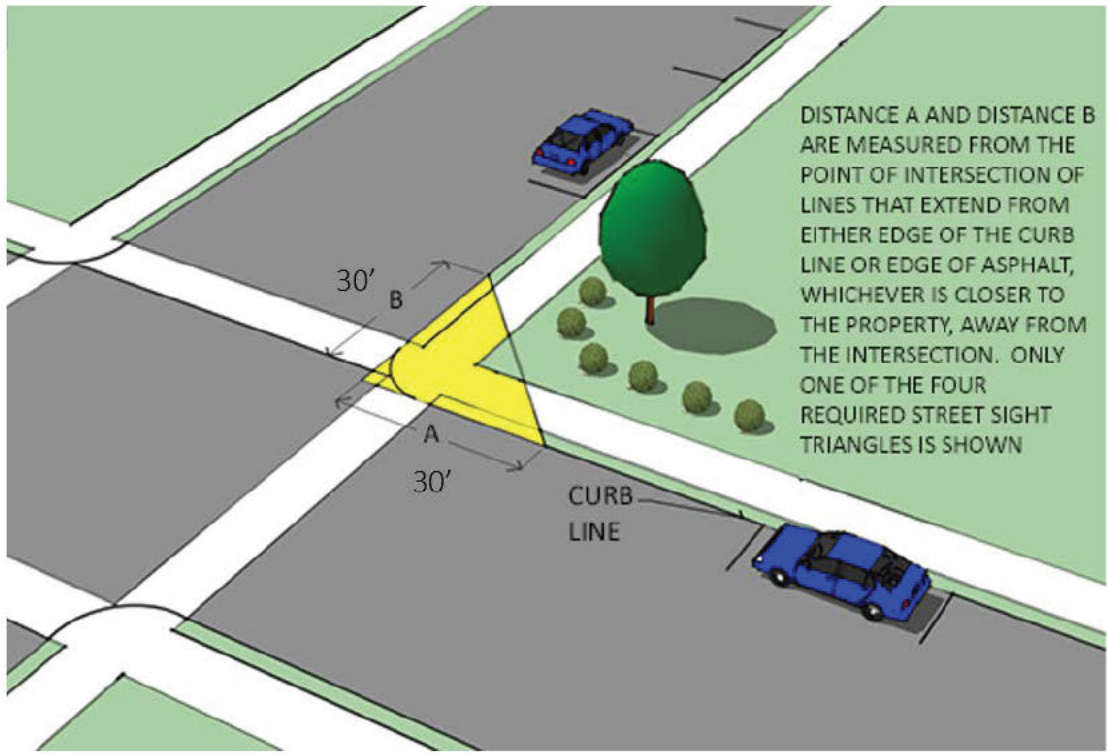 DISTANCE A AND DISTANCE B
ARE MEASURED FROM THE
POINT OF INTERSECTION OF
LINES THAT EXTEND FROM
EITHER EDGE OF THE CURB
LINE OR EDGE OF ASPHALT,
WHICHEVER IS CLOSER TO
THE PROPERTY, AWAY FROM
THE INTERSECTION. ONLY
ONE OF THE FOUR
REQUIRED STREET SIGHT
TRIANGLES IS SHOWN
30'
B
A
30'
CURB
LINE